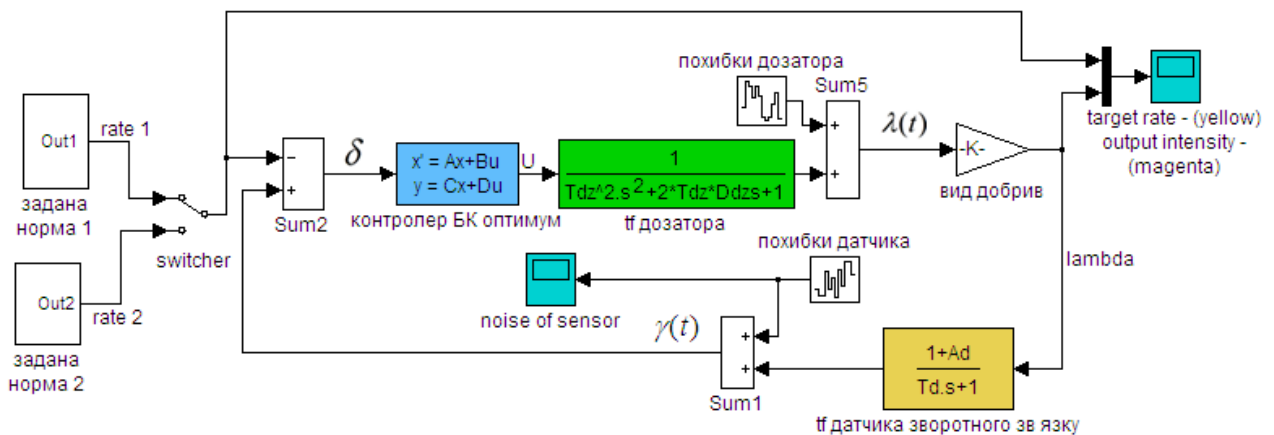 похибки дозатора
Sum5
λ(t)
-K-
вид добрив
target rate - (yellow)
output intensity -
(magenta)
Out1
rate 1
задана
норма 1
switcher
Out2
rate 2
задана
норма 2
−
+
Sum2
δ
x' = Ax+Bu
y = Cx+Du
U
контролер БК оптимум
1
Tdz^2.s²+2*Tdz*Ddzs+1
tf дозатора
+
+
похибки датчика
noise of sensor
γ(t)
+
+
Sum1
lambda
1+Ad
Td.s+1
tf датчика зворотного зв язку